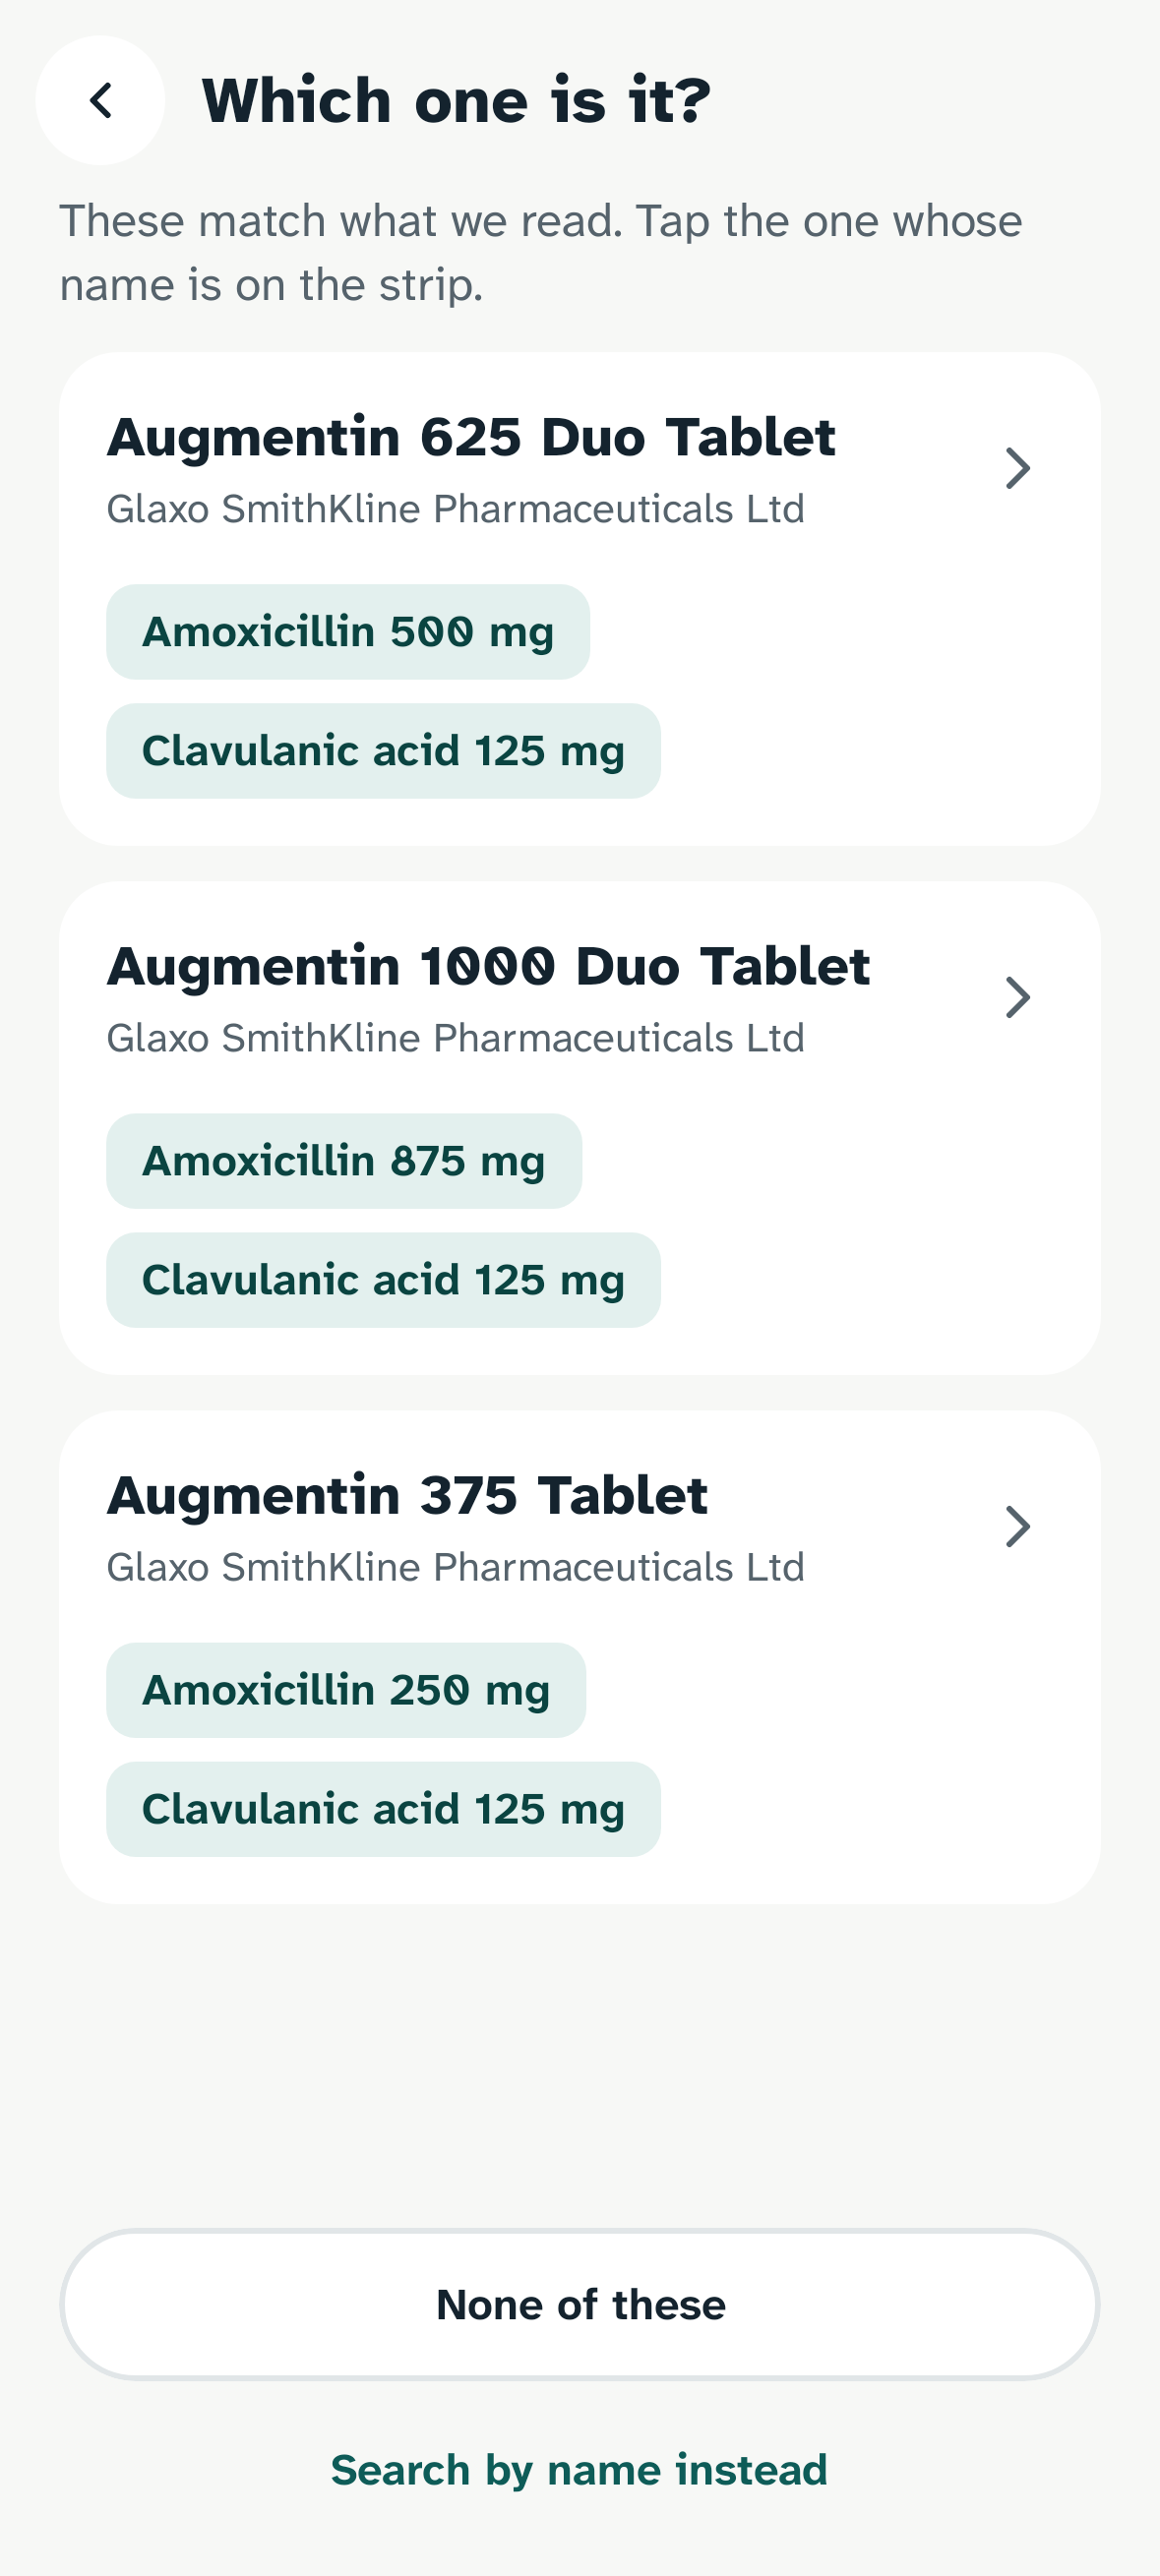 Which one is it?
These match what we read. Tap the one whose
name is on the strip.
Augmentin 625 Duo Tablet
Glaxo SmithKline Pharmaceuticals Ltd
Amoxicillin 500 mg
Clavulanic acid 125 mg
Augmentin 1000 Duo Tablet
Glaxo SmithKline Pharmaceuticals Ltd
Amoxicillin 875 mg
Clavulanic acid 125 mg
Augmentin 375 Tablet
Glaxo SmithKline Pharmaceuticals Ltd
Amoxicillin 250 mg
Clavulanic acid 125 mg
None of these
Search by name instead